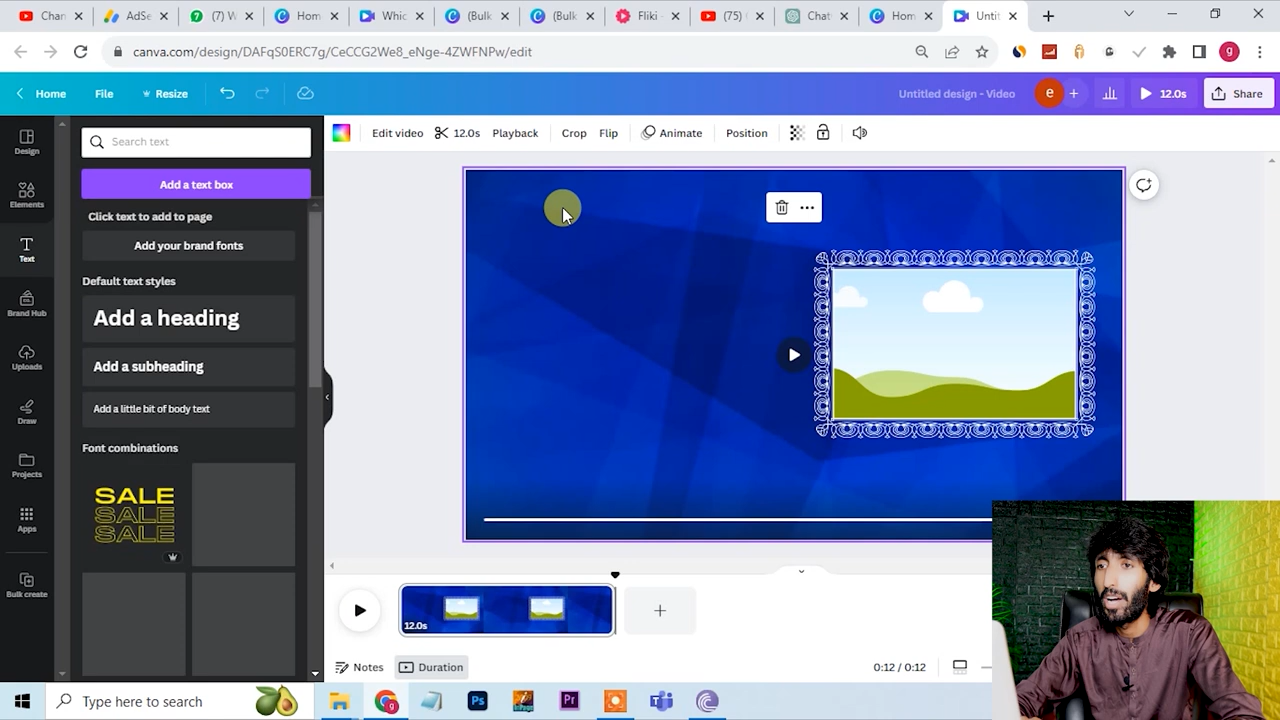 Chan
AdSe
(7) W
Hom
Whic
(Bulk
(Bulk
Fliki -
(75)
Chat
Hom
Unti
canva.com/design/DAFqS0ERC7g/CeCCG2We8_eNge-4ZWFNPw/edit
g
Home
File
Resize
Untitled design - Video
e
12.0s
Share
Design
Elements
Text
Brand Hub
Uploads
Draw
Projects
Apps
Bulk create
Search text
Add a text box
Click text to add to page
Add your brand fonts
Default text styles
Add a heading
Add a subheading
Add a little bit of body text
Font combinations
SALE
SALE
SALE
Edit video
12.0s
Playback
Crop
Flip
Animate
Position
12.0s
Notes
Duration
0:12 / 0:12
Type here to search
Ps
Pr